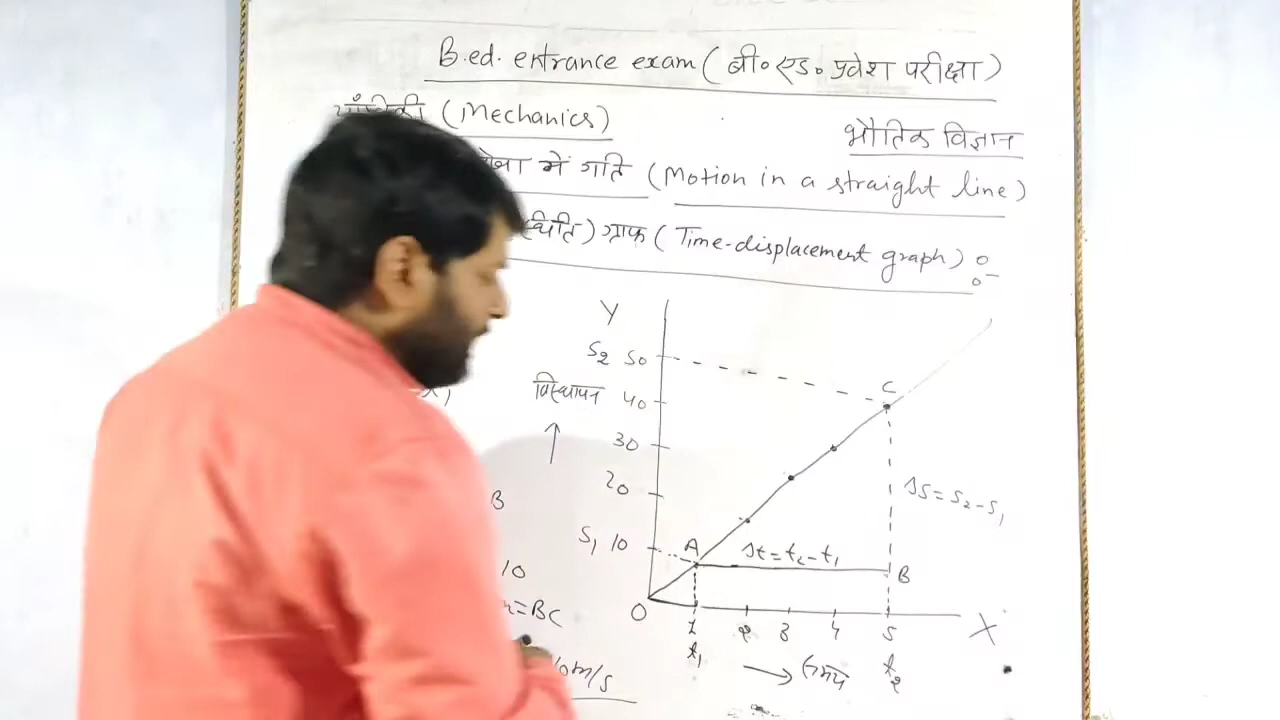 B.ed. entrance exam (बी० एड० प्रवेश परीक्षा)
(Mechanics)
भौतिक विज्ञान
में गति (Motion in a straight line)
ग्राफ (Time-displacement graph) :-
Y
S2 50
C
विस्थापन
40
30
20
ΔS = S2 - S1
B
S1 10
A
Δt = t2 - t1
B
10
= BC
O
1 2 3 4 5
X
t1
t2
→ समय
10m/s